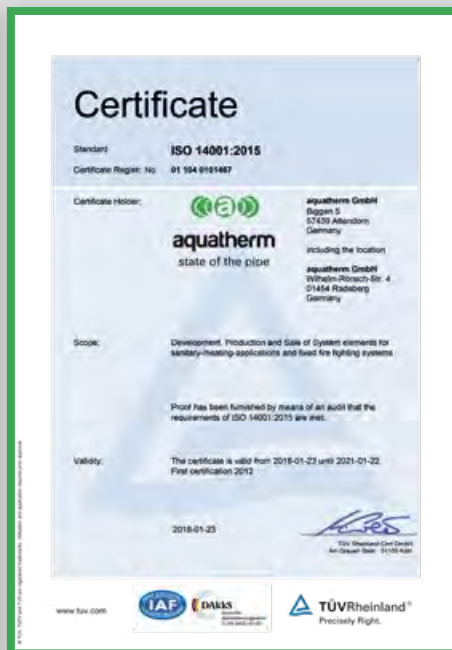 Certificate
Standard ISO 14001:2015
Certificate Registr. No. 01 104 0101467
Certificate Holder:
a
aquatherm
state of the pipe
aquatherm GmbH
Biggen 5
57439 Attendorn
Germany
including the location
aquatherm GmbH
Wilhelm-Rönsch-Str. 4
01454 Radeberg
Germany
Scope: Development, Production and Sale of System elements for
sanitary-heating-applications and fixed fire fighting systems
Proof has been furnished by means of an audit that the
requirements of ISO 14001:2015 are met.
Validity: The certificate is valid from 2018-01-23 until 2021-01-22.
First certification 2012
2018-01-23
TÜV Rheinland Cert GmbH
Am Grauen Stein · 51105 Köln
www.tuv.com
IAF
DAkkS
TÜVRheinland®
Precisely Right.